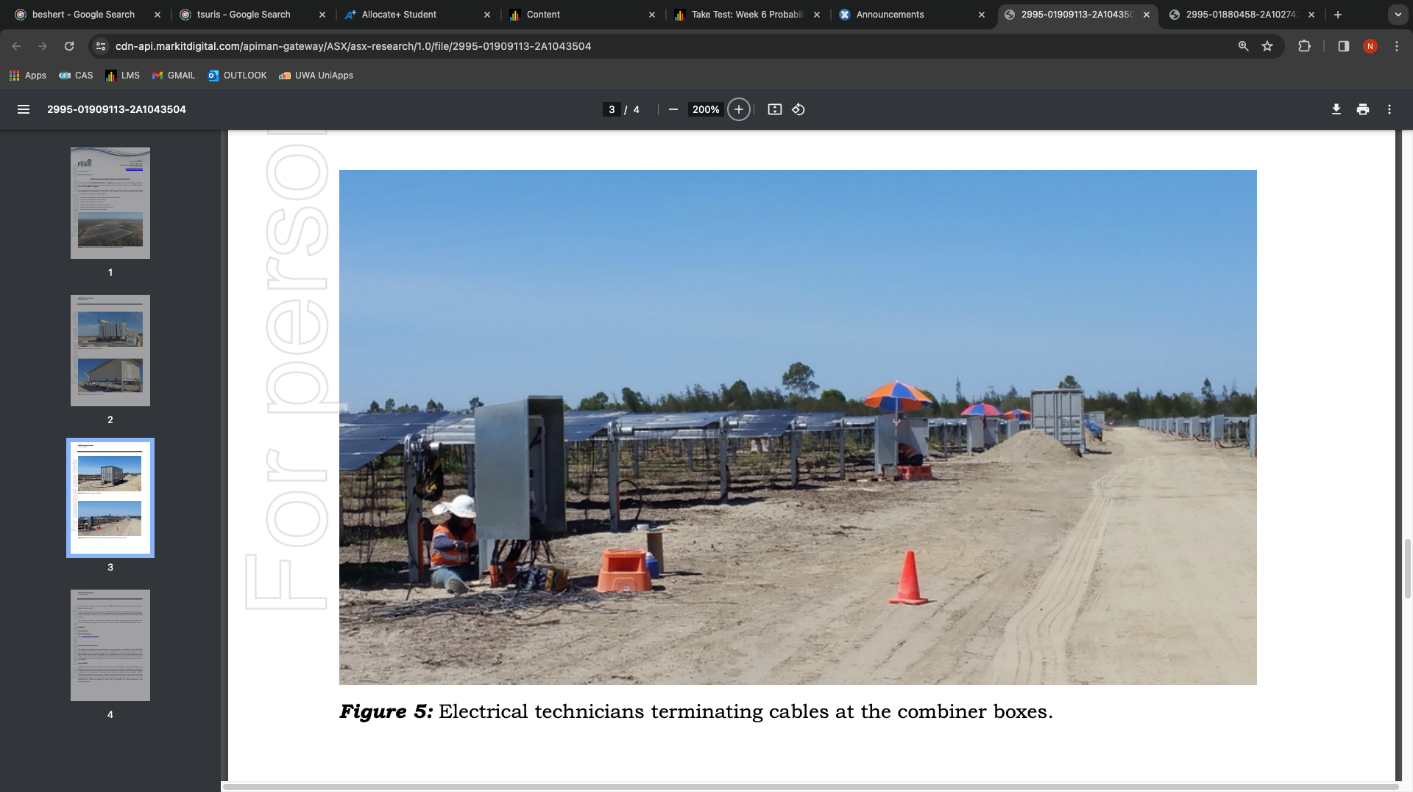 beshert - Google Search
tsuris - Google Search
Allocate+ Student
Content
Take Test: Week 6 Probabil
Announcements
2995-01909113-2A104350
2995-01880458-2A10274
cdn-api.markitdigital.com/apiman-gateway/ASX/asx-research/1.0/file/2995-01909113-2A1043504
N
Apps
CAS
LMS
GMAIL
OUTLOOK
UWA UniApps
2995-01909113-2A1043504
3 / 4
200%
1
2
3
4
For person
Figure 5: Electrical technicians terminating cables at the combiner boxes.